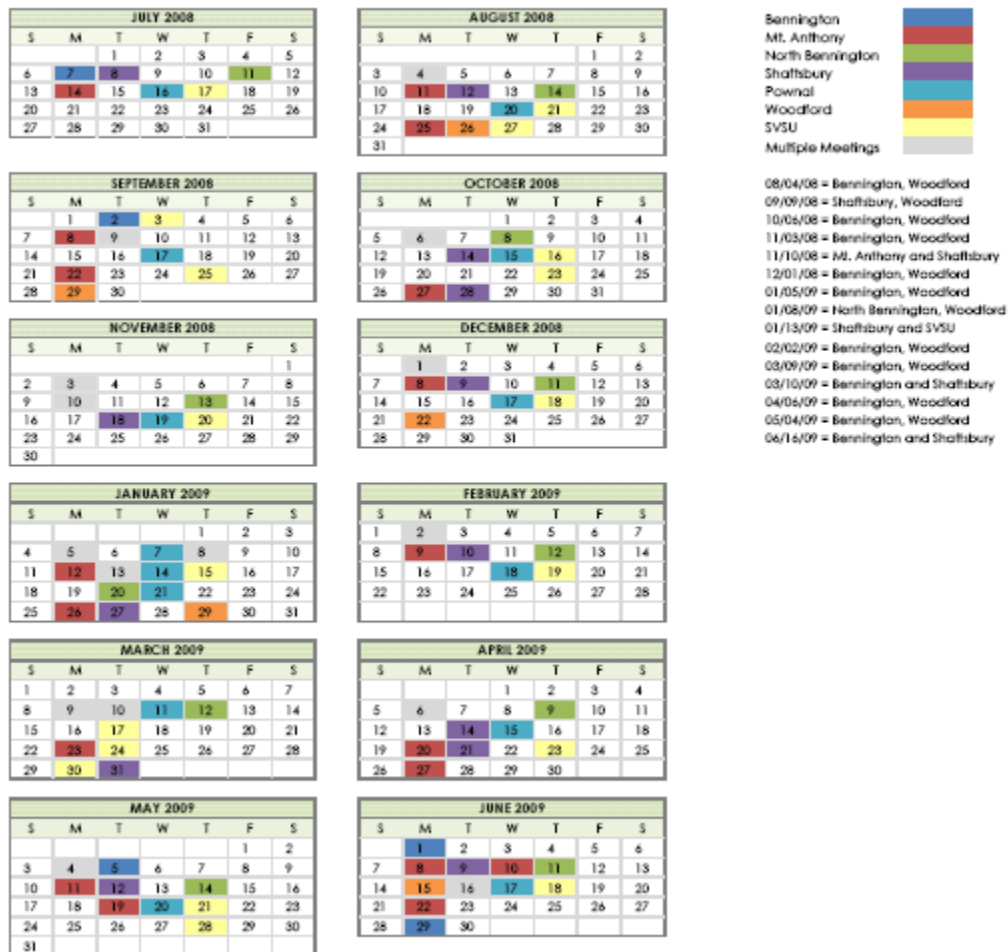 JULY 2008
S M T W T F S
1 2 3 4 5
6 7 8 9 10 11 12
13 14 15 16 17 18 19
20 21 22 23 24 25 26
27 28 29 30 31
AUGUST 2008
S M T W T F S
1 2
3 4 5 6 7 8 9
10 11 12 13 14 15 16
17 18 19 20 21 22 23
24 25 26 27 28 29 30
31
Bennington
Mt. Anthony
North Bennington
Shaftsbury
Pownal
Woodford
SVSU
Multiple Meetings
SEPTEMBER 2008
S M T W T F S
1 2 3 4 5 6
7 8 9 10 11 12 13
14 15 16 17 18 19 20
21 22 23 24 25 26 27
28 29 30
OCTOBER 2008
S M T W T F S
1 2 3 4
5 6 7 8 9 10 11
12 13 14 15 16 17 18
19 20 21 22 23 24 25
26 27 28 29 30 31
08/04/08 = Bennington, Woodford
09/09/08 = Shaftsbury, Woodford
10/06/08 = Bennington, Woodford
11/03/08 = Bennington, Woodford
11/10/08 = Mt. Anthony and Shaftsbury
12/01/08 = Bennington, Woodford
01/05/09 = Bennington, Woodford
01/08/09 = North Bennington, Woodford
01/13/09 = Shaftsbury and SVSU
02/02/09 = Bennington, Woodford
03/09/09 = Bennington, Woodford
03/10/09 = Bennington and Shaftsbury
04/06/09 = Bennington, Woodford
05/04/09 = Bennington, Woodford
06/16/09 = Bennington and Shaftsbury
NOVEMBER 2008
S M T W T F S
1
2 3 4 5 6 7 8
9 10 11 12 13 14 15
16 17 18 19 20 21 22
23 24 25 26 27 28 29
30
DECEMBER 2008
S M T W T F S
1 2 3 4 5 6
7 8 9 10 11 12 13
14 15 16 17 18 19 20
21 22 23 24 25 26 27
28 29 30 31
JANUARY 2009
S M T W T F S
1 2 3
4 5 6 7 8 9 10
11 12 13 14 15 16 17
18 19 20 21 22 23 24
25 26 27 28 29 30 31
FEBRUARY 2009
S M T W T F S
1 2 3 4 5 6 7
8 9 10 11 12 13 14
15 16 17 18 19 20 21
22 23 24 25 26 27 28
MARCH 2009
S M T W T F S
1 2 3 4 5 6 7
8 9 10 11 12 13 14
15 16 17 18 19 20 21
22 23 24 25 26 27 28
29 30 31
APRIL 2009
S M T W T F S
1 2 3 4
5 6 7 8 9 10 11
12 13 14 15 16 17 18
19 20 21 22 23 24 25
26 27 28 29 30
MAY 2009
S M T W T F S
1 2
3 4 5 6 7 8 9
10 11 12 13 14 15 16
17 18 19 20 21 22 23
24 25 26 27 28 29 30
31
JUNE 2009
S M T W T F S
1 2 3 4 5 6
7 8 9 10 11 12 13
14 15 16 17 18 19 20
21 22 23 24 25 26 27
28 29 30